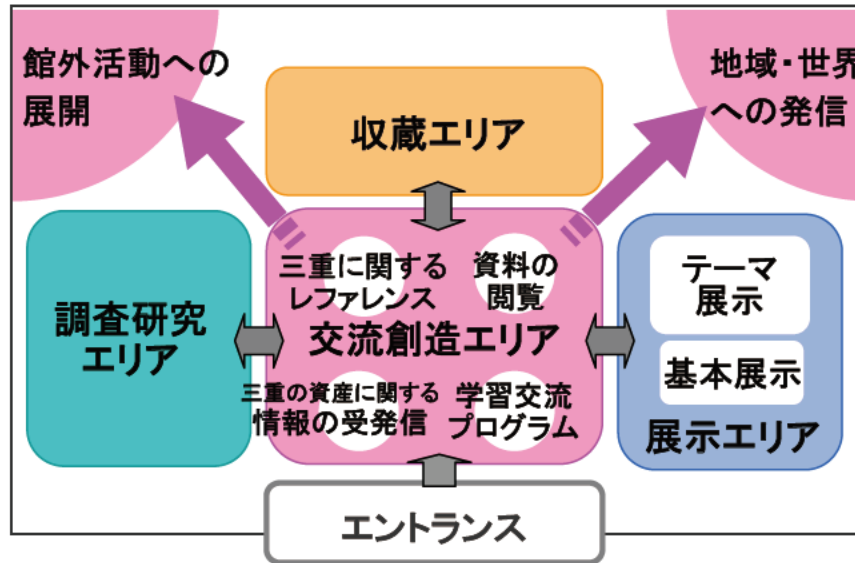 館外活動への
展開
地域・世界
への発信
収蔵エリア
調査研究
エリア
三重に関する
レファレンス
資料の
閲覧
交流創造エリア
三重の資産に関する
情報の受発信
学習交流
プログラム
テーマ
展示
基本展示
展示エリア
エントランス